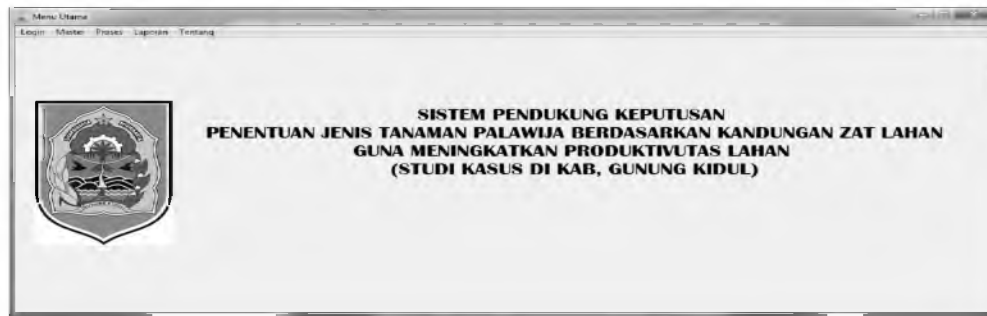 Menu Utama
Login Master Proses Laporan Tentang
SISTEM PENDUKUNG KEPUTUSAN
PENENTUAN JENIS TANAMAN PALAWIJA BERDASARKAN KANDUNGAN ZAT LAHAN
GUNA MENINGKATKAN PRODUKTIVUTAS LAHAN
(STUDI KASUS DI KAB, GUNUNG KIDUL)